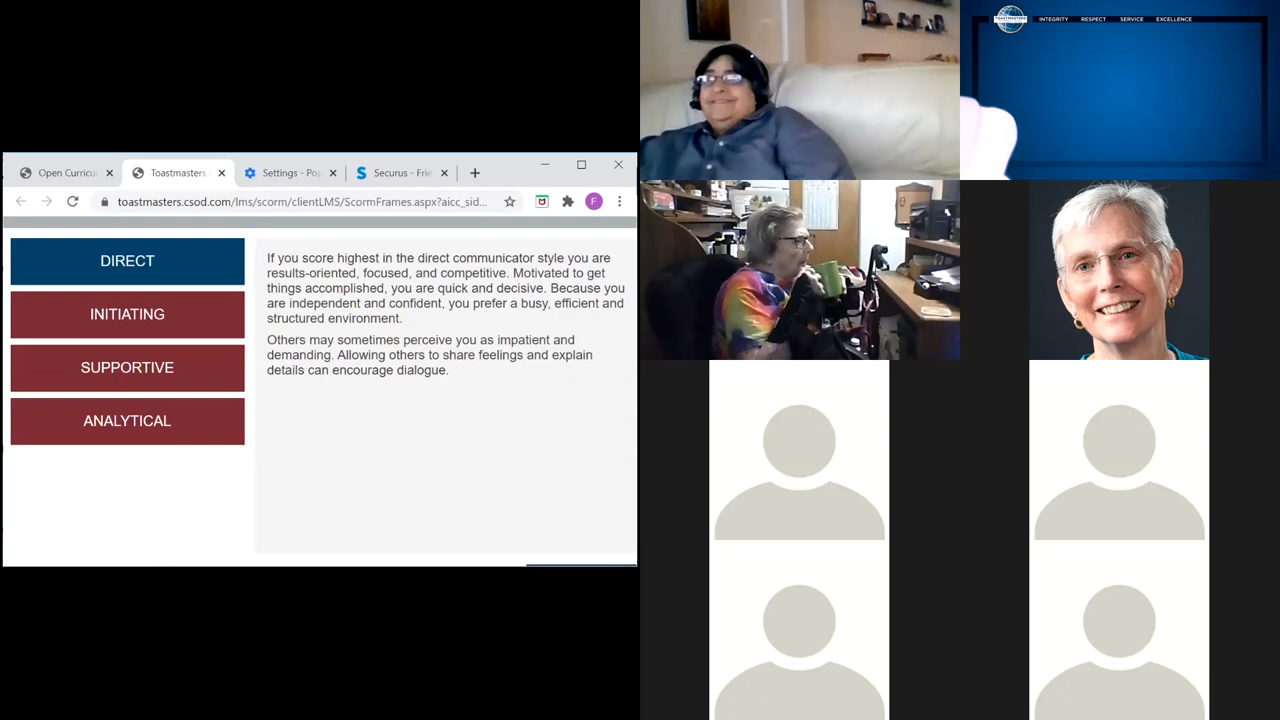 Open Curricu
Toastmasters
Settings - Pop
Securus - Frie
toastmasters.csod.com/lms/scorm/clientLMS/ScormFrames.aspx?aicc_sid...
F
DIRECT
INITIATING
SUPPORTIVE
ANALYTICAL
If you score highest in the direct communicator style you are
results-oriented, focused, and competitive. Motivated to get
things accomplished, you are quick and decisive. Because you
are independent and confident, you prefer a busy, efficient and
structured environment.
Others may sometimes perceive you as impatient and
demanding. Allowing others to share feelings and explain
details can encourage dialogue.
TOASTMASTERS
INTEGRITY RESPECT SERVICE EXCELLENCE